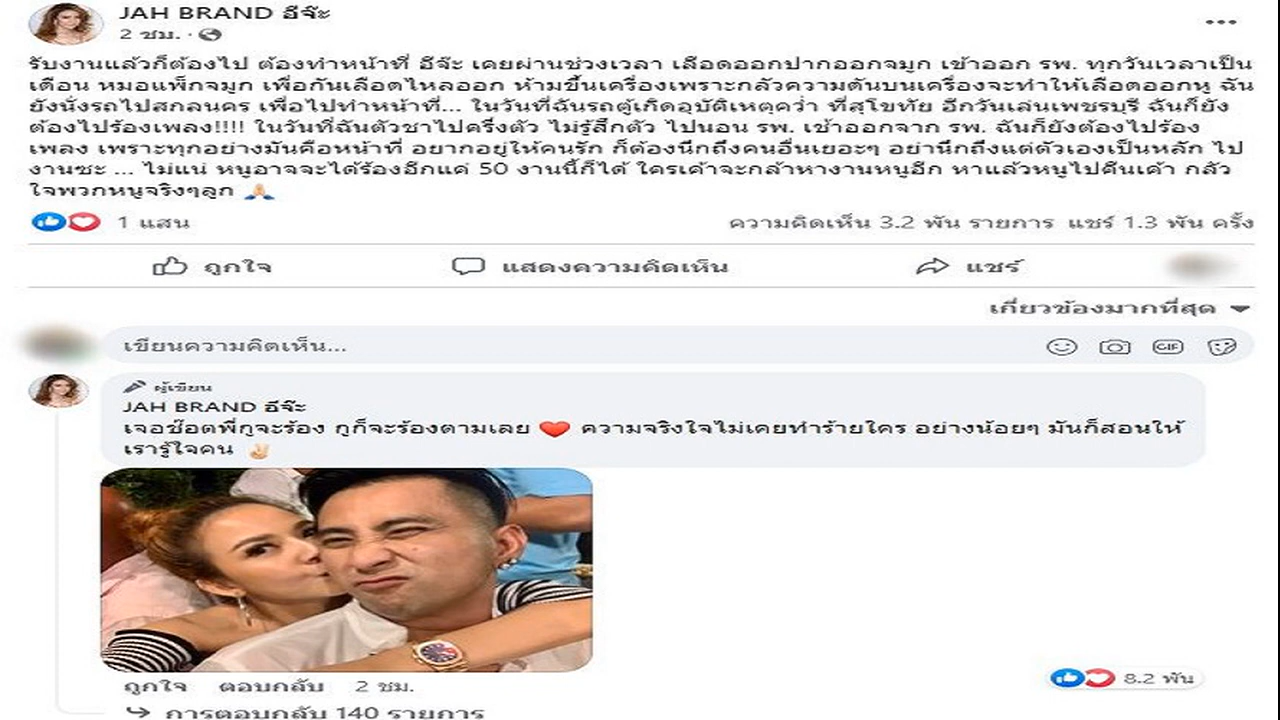 JAH BRAND อีจ๊ะ
2 ชม. ·
รับงานแล้วก็ต้องไป ต้องทำหน้าที่ อีจ๊ะ เคยผ่านช่วงเวลา เลือดออกปากออกจมูก เข้าออก รพ. ทุกวันเวลาเป็น
เดือน หมอแพ็กจมูก เพื่อกันเลือดไหลออก ห้ามขึ้นเครื่องเพราะกลัวความดันบนเครื่องจะทำให้เลือดออกหู ฉัน
ยังนั่งรถไปสกลนคร เพื่อไปทำหน้าที่... ในวันที่ฉันรถตู้เกิดอุบัติเหตุคว่ำ ที่สุโขทัย อีกวันเล่นเพชรบุรี ฉันก็ยัง
ต้องไปร้องเพลง!!!! ในวันที่ฉันตัวชาไปครึ่งตัว ไม่รู้สึกตัว ไปนอน รพ. เช้าออกจาก รพ. ฉันก็ยังต้องไปร้อง
เพลง เพราะทุกอย่างมันคือหน้าที่ อยากอยู่ให้คนรัก ก็ต้องนึกถึงคนอื่นเยอะๆ อย่านึกถึงแต่ตัวเองเป็นหลัก ไป
งานซะ ... ไม่แน่ หนูอาจจะได้ร้องอีกแค่ 50 งานนี้ก็ได้ ใครเค้าจะกล้าหางานหนูอีก หาแล้วหนูไปคืนเค้า กลัว
ใจพวกหนูจริงๆลูก 🙏
1 แสน
ความคิดเห็น 3.2 พัน รายการ แชร์ 1.3 พัน ครั้ง
ถูกใจ แสดงความคิดเห็น แชร์
เกี่ยวข้องมากที่สุด
เขียนความคิดเห็น...
GIF
ผู้เขียน
JAH BRAND อีจ๊ะ
เจอช๊อตพี่กูจะร้อง กูก็จะร้องตามเลย ❤️ ความจริงใจไม่เคยทำร้ายใคร อย่างน้อยๆ มันก็สอนให้
เรารู้ใจคน ✌🏻
ถูกใจ ตอบกลับ 2 ชม.
8.2 พัน
การตอบกลับ 140 รายการ